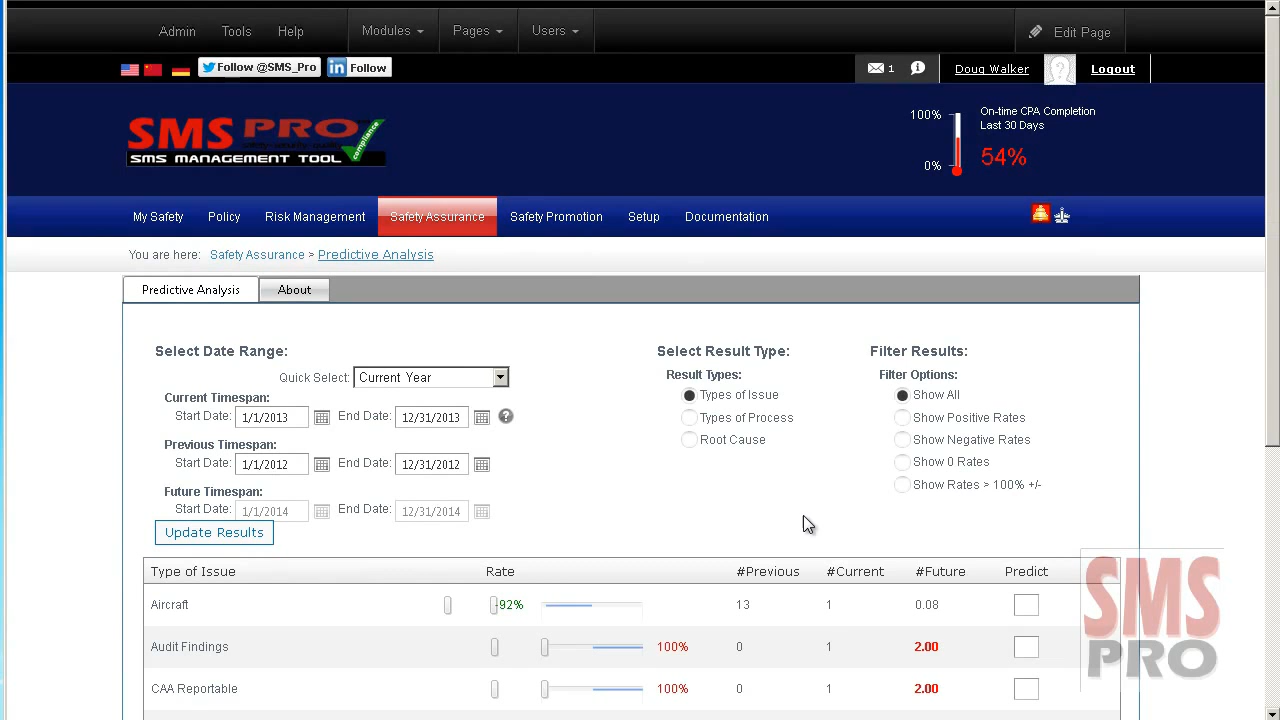 Admin Tools Help Modules Pages Users Edit Page
Follow @SMS_Pro in Follow 1 Doug Walker Logout
SMS PRO
safety-security-quality
compliance
SMS MANAGEMENT TOOL
100% On-time CPA Completion
Last 30 Days
0% 54%
My Safety Policy Risk Management Safety Assurance Safety Promotion Setup Documentation
You are here: Safety Assurance > Predictive Analysis
Predictive Analysis About
Select Date Range: Select Result Type: Filter Results:
Quick Select: Current Year Result Types: Filter Options:
Current Timespan: Types of Issue Show All
Start Date: 1/1/2013 End Date: 12/31/2013 ? Types of Process Show Positive Rates
Previous Timespan: Root Cause Show Negative Rates
Start Date: 1/1/2012 End Date: 12/31/2012 Show 0 Rates
Future Timespan: Show Rates > 100% +/-
Start Date: 1/1/2014 End Date: 12/31/2014
Update Results
Type of Issue Rate #Previous #Current #Future Predict
Aircraft -92% 13 1 0.08
Audit Findings 100% 0 1 2.00
CAA Reportable 100% 0 1 2.00
SMS
PRO